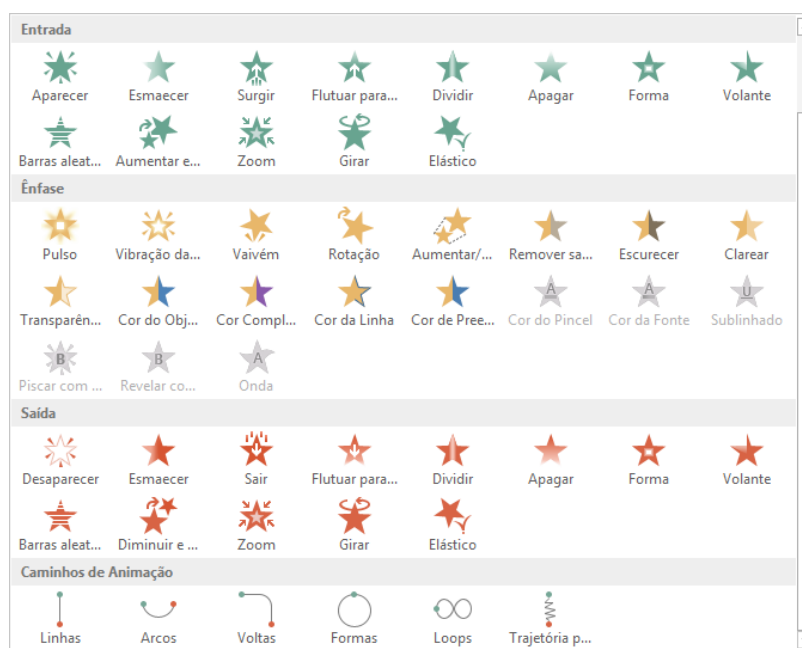 Entrada
Aparecer Esmaecer Surgir Flutuar para... Dividir Apagar Forma Volante
Barras aleat... Aumentar e... Zoom Girar Elástico
Ênfase
Pulso Vibração da... Vaivém Rotação Aumentar/... Remover sa... Escurecer Clarear
Transparên... Cor do Obj... Cor Compl... Cor da Linha Cor de Pree... Cor do Pincel Cor da Fonte Sublinhado
Piscar com ... Revelar co... Onda
Saída
Desaparecer Esmaecer Sair Flutuar para... Dividir Apagar Forma Volante
Barras aleat... Diminuir e ... Zoom Girar Elástico
Caminhos de Animação
Linhas Arcos Voltas Formas Loops Trajetória p...